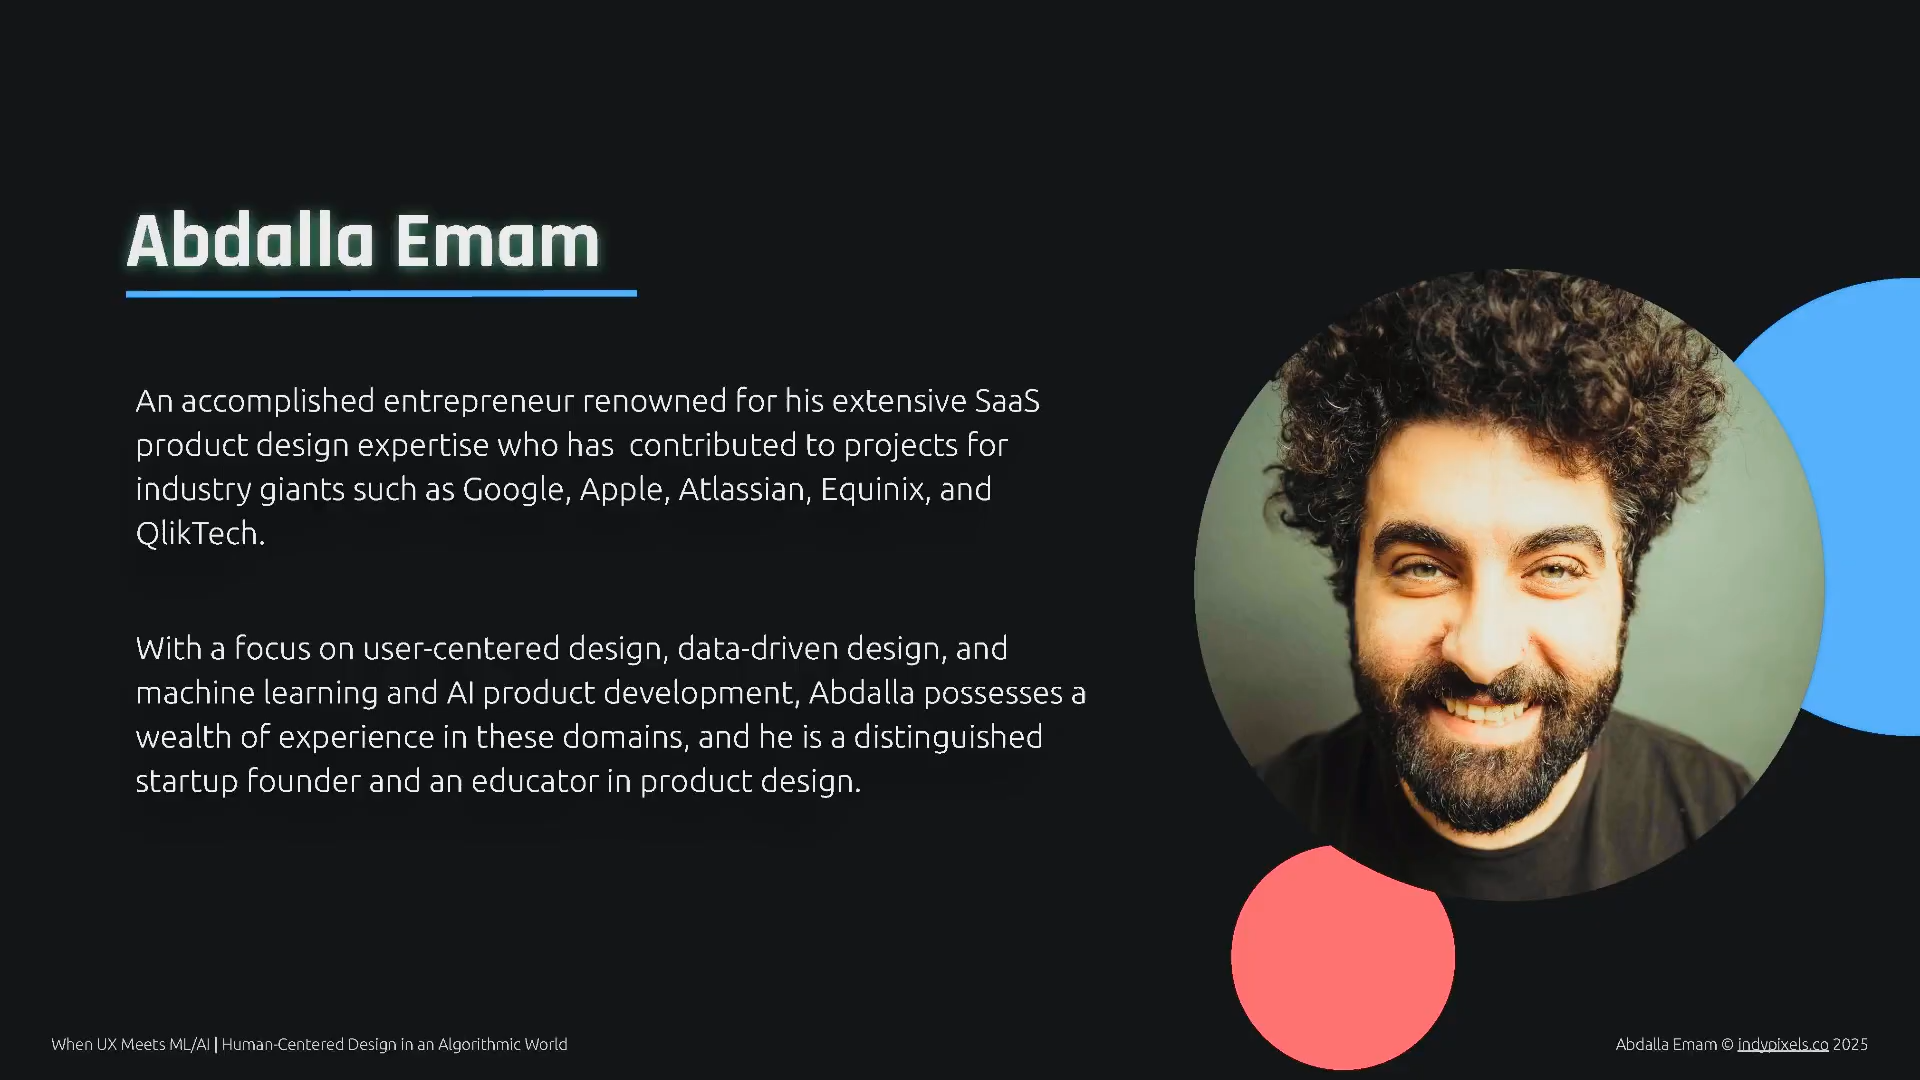 Abdalla Emam
An accomplished entrepreneur renowned for his extensive SaaS
product design expertise who has  contributed to projects for
industry giants such as Google, Apple, Atlassian, Equinix, and
QlikTech.
With a focus on user-centered design, data-driven design, and
machine learning and AI product development, Abdalla possesses a
wealth of experience in these domains, and he is a distinguished
startup founder and an educator in product design.
When UX Meets ML/AI | Human-Centered Design in an Algorithmic World
Abdalla Emam © indypixels.co 2025